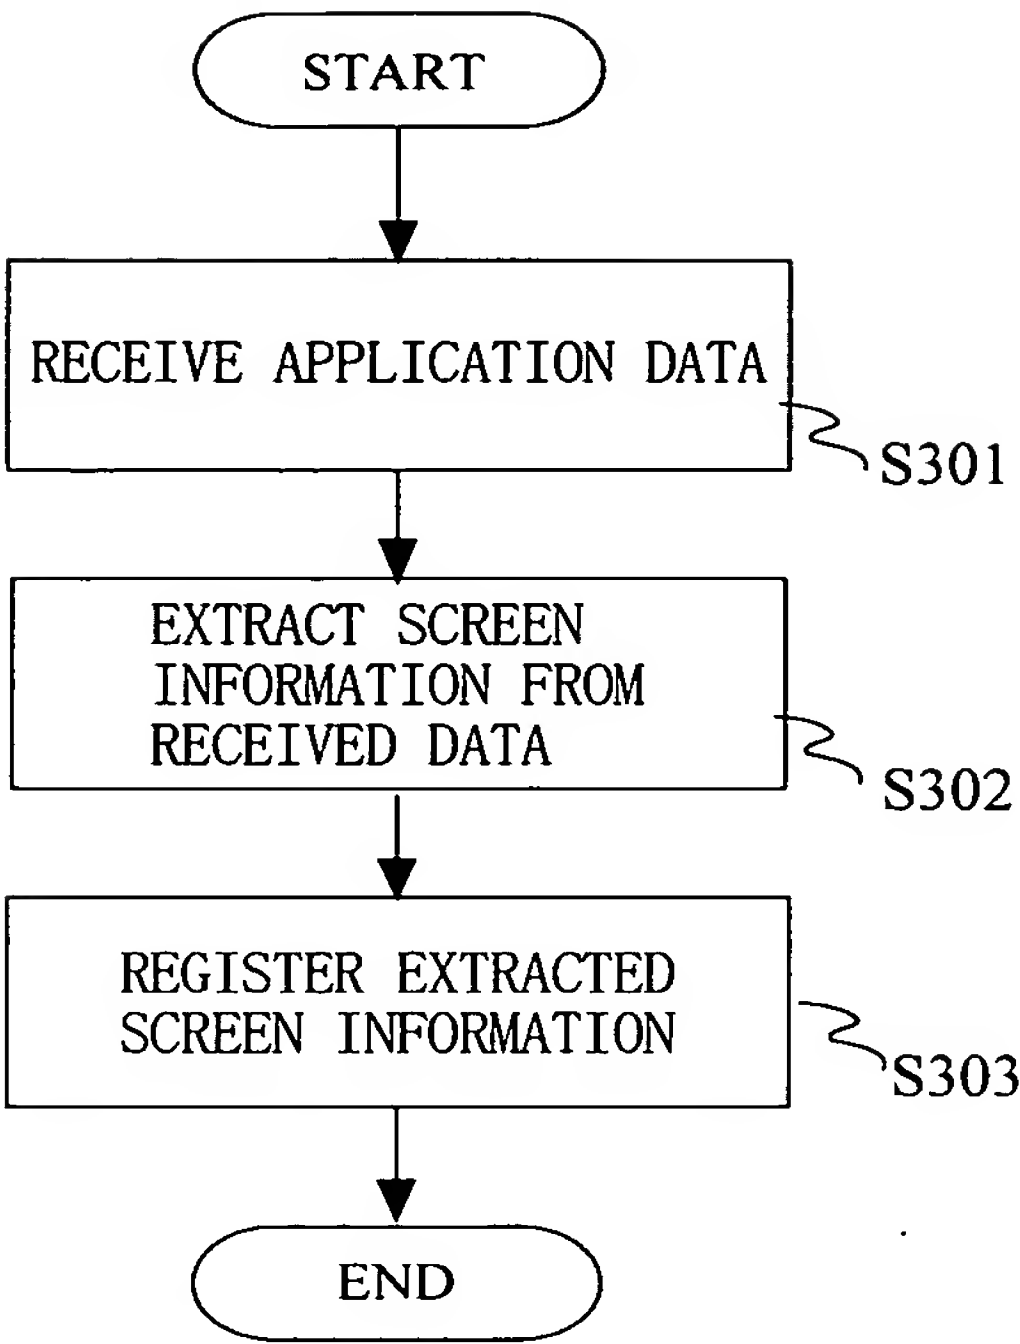 START
RECEIVE APPLICATION DATA
S301
EXTRACT SCREEN
INFORMATION FROM
RECEIVED DATA
S302
REGISTER EXTRACTED
SCREEN INFORMATION
S303
END